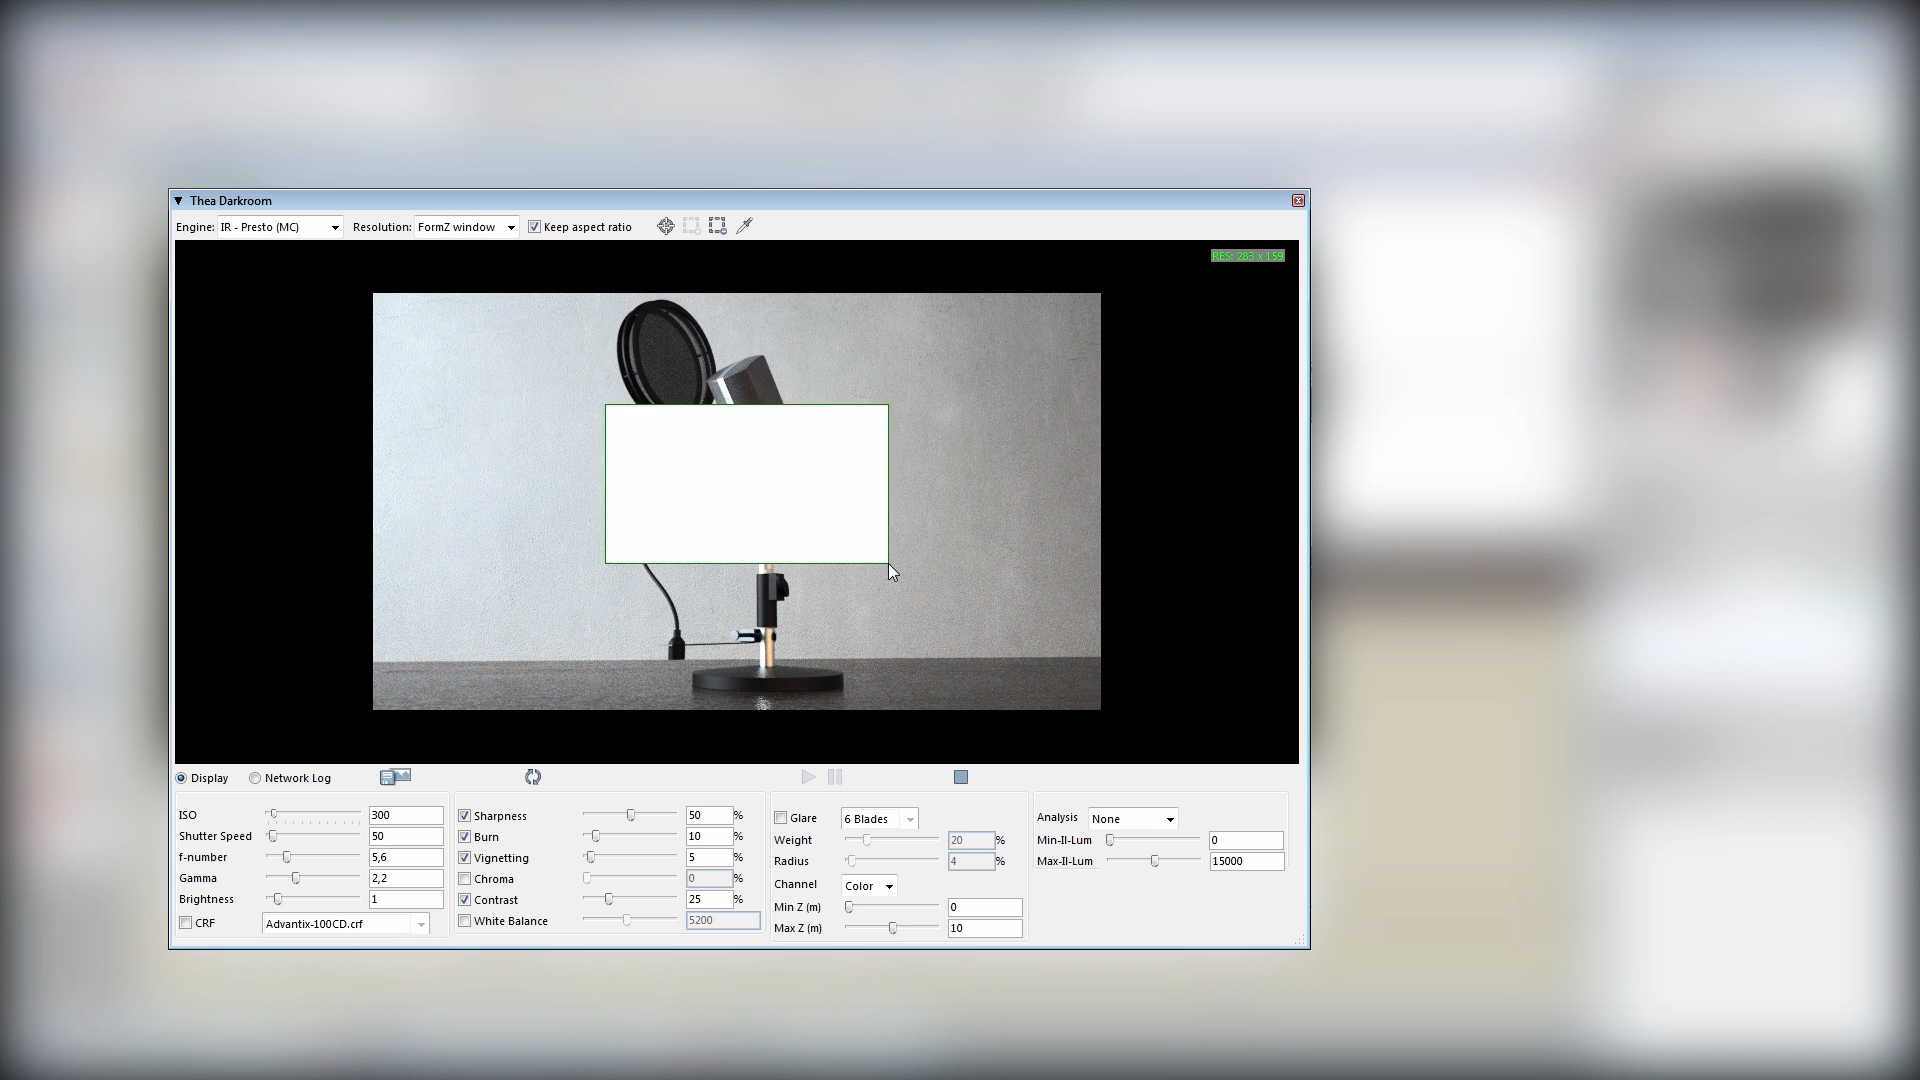 Thea Darkroom
Engine: IR - Presto (MC) Resolution: FormZ window Keep aspect ratio
RES: 283 x 159
Display Network Log
ISO 300
Shutter Speed 50
f-number 5,6
Gamma 2,2
Brightness 1
CRF Advantix-100CD.crf
Sharpness 50 %
Burn 10 %
Vignetting 5 %
Chroma 0 %
Contrast 25 %
White Balance 5200
Glare 6 Blades
Weight 20 %
Radius 4 %
Channel Color
Min Z (m) 0
Max Z (m) 10
Analysis None
Min-Il-Lum 0
Max-Il-Lum 15000